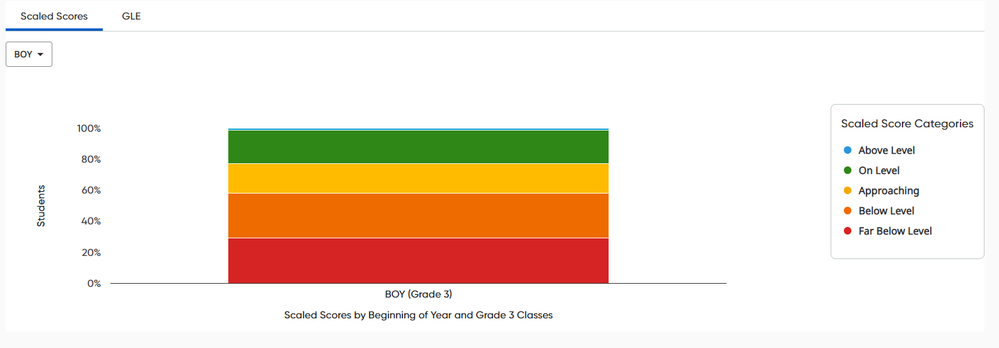 Scaled Scores GLE
BOY
100%
80%
60%
40%
20%
0%
Students
BOY (Grade 3)
Scaled Scores by Beginning of Year and Grade 3 Classes
Scaled Score Categories
Above Level
On Level
Approaching
Below Level
Far Below Level